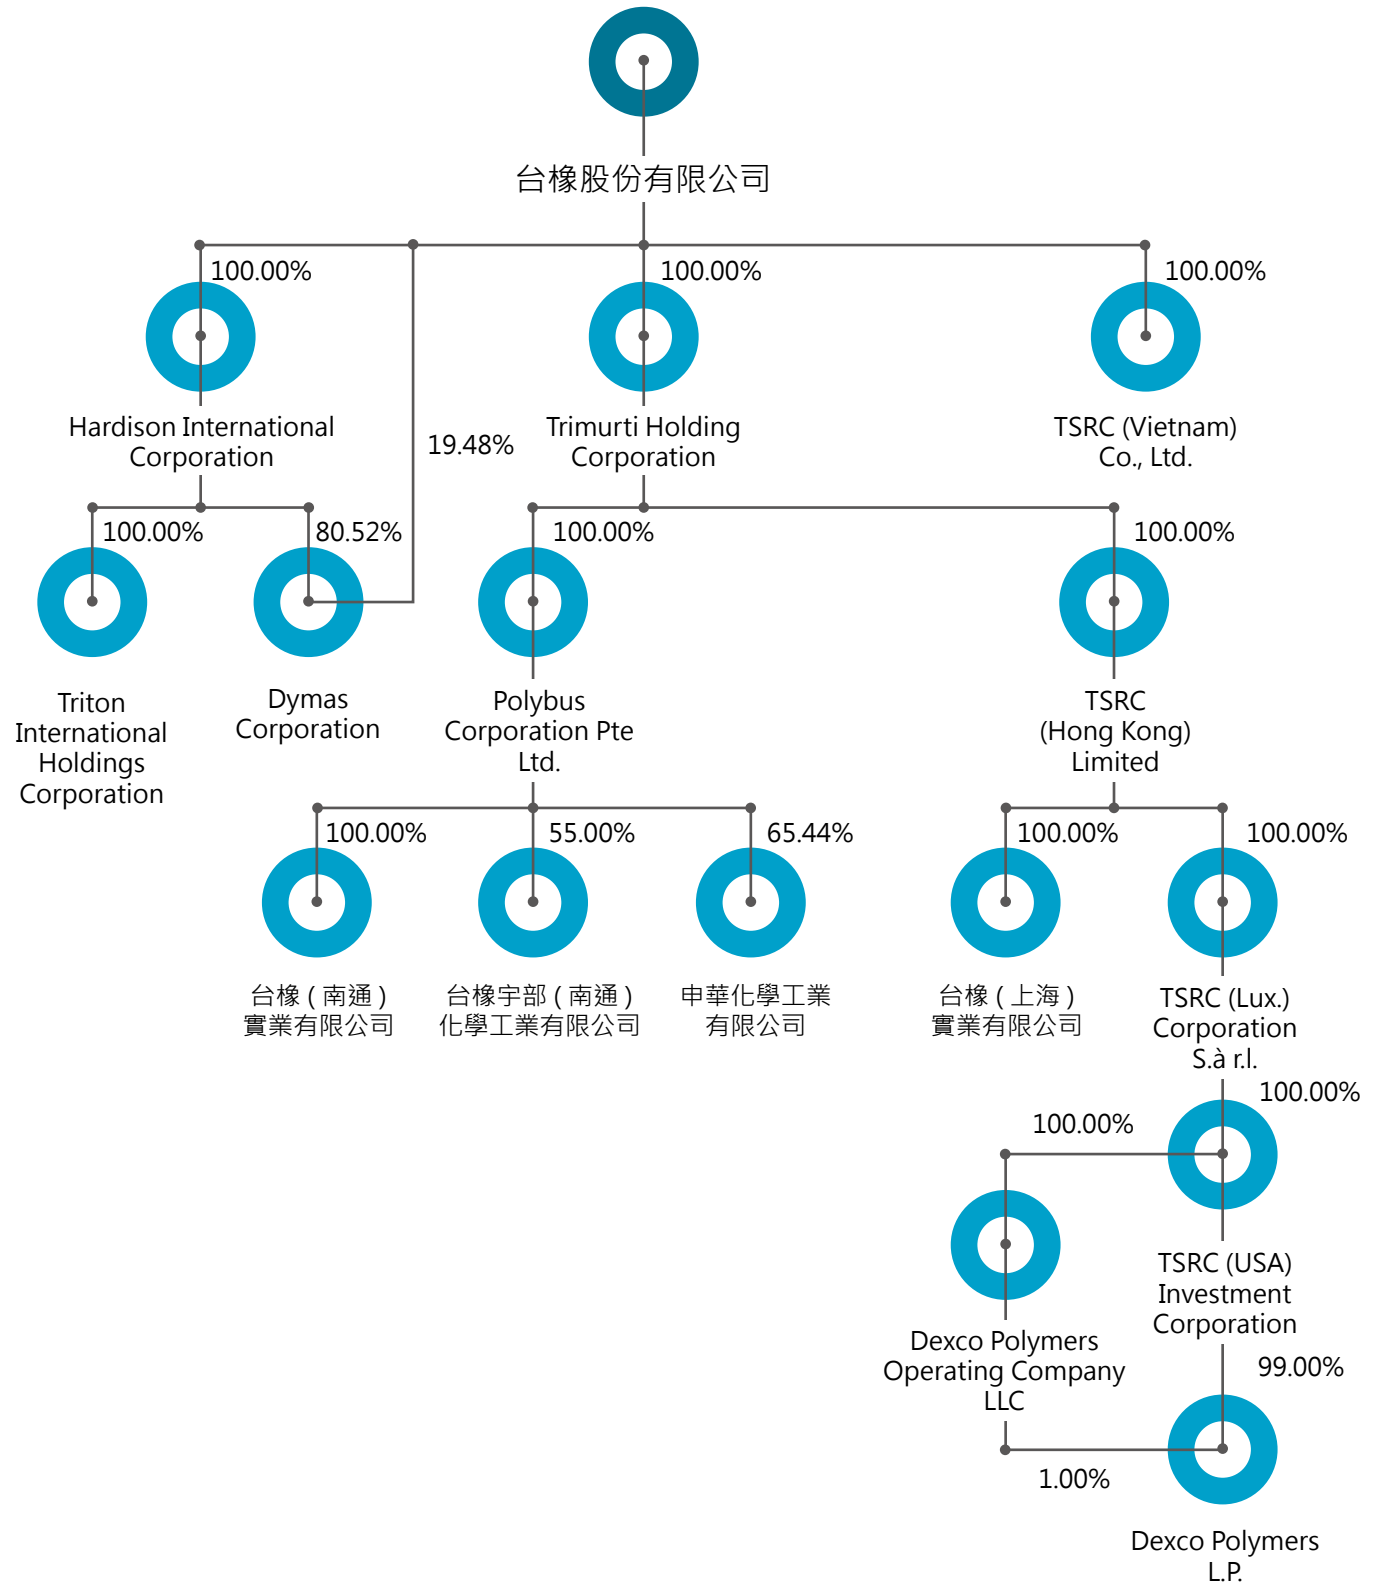 台橡股份有限公司
100.00%
100.00%
100.00%
Hardison International
Corporation
19.48%
Trimurti Holding
Corporation
TSRC (Vietnam)
Co., Ltd.
100.00%
80.52%
100.00%
100.00%
Triton
International
Holdings
Corporation
Dymas
Corporation
Polybus
Corporation Pte
Ltd.
TSRC
(Hong Kong)
Limited
100.00%
55.00%
65.44%
100.00%
100.00%
台橡 ( 南通 )
實業有限公司
台橡宇部 ( 南通 )
化學工業有限公司
申華化學工業
有限公司
台橡 ( 上海 )
實業有限公司
TSRC (Lux.)
Corporation
S.à r.l.
100.00%
100.00%
TSRC (USA)
Investment
Corporation
Dexco Polymers
Operating Company
LLC
99.00%
1.00%
Dexco Polymers
L.P.